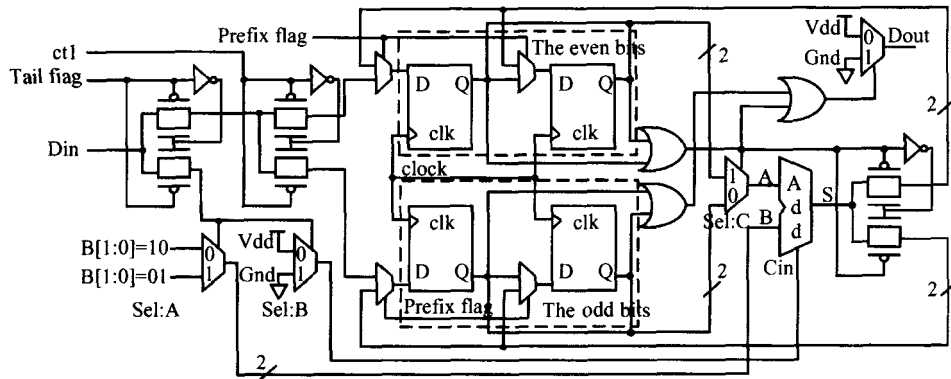 Prefix flag
ct1
Tail fiag
Din
The even bits
D Q
clk
D Q
clk
clock
clk
D Q
clk
D Q
Prefix flag
The odd bits
Vdd
Gnd
0
1
Dout
2
2
1
0
Sel:C
A
B
A
d
d
S
Cin
2
2
B[1:0]=10
B[1:0]=01
0
1
Sel:A
Vdd
Gnd
0
1
Sel:B
2